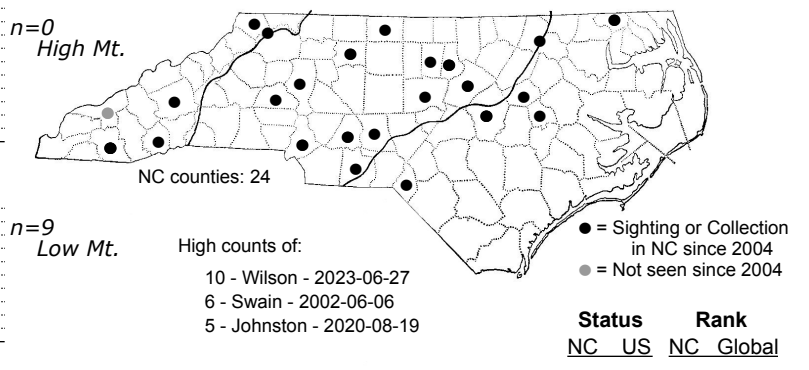 n=0
High Mt.
NC counties: 24
n=9
Low Mt.
High counts of:
10 - Wilson - 2023-06-27
6 - Swain - 2002-06-06
5 - Johnston - 2020-08-19
● = Sighting or Collection
in NC since 2004
● = Not seen since 2004
Status Rank
NC US NC Global